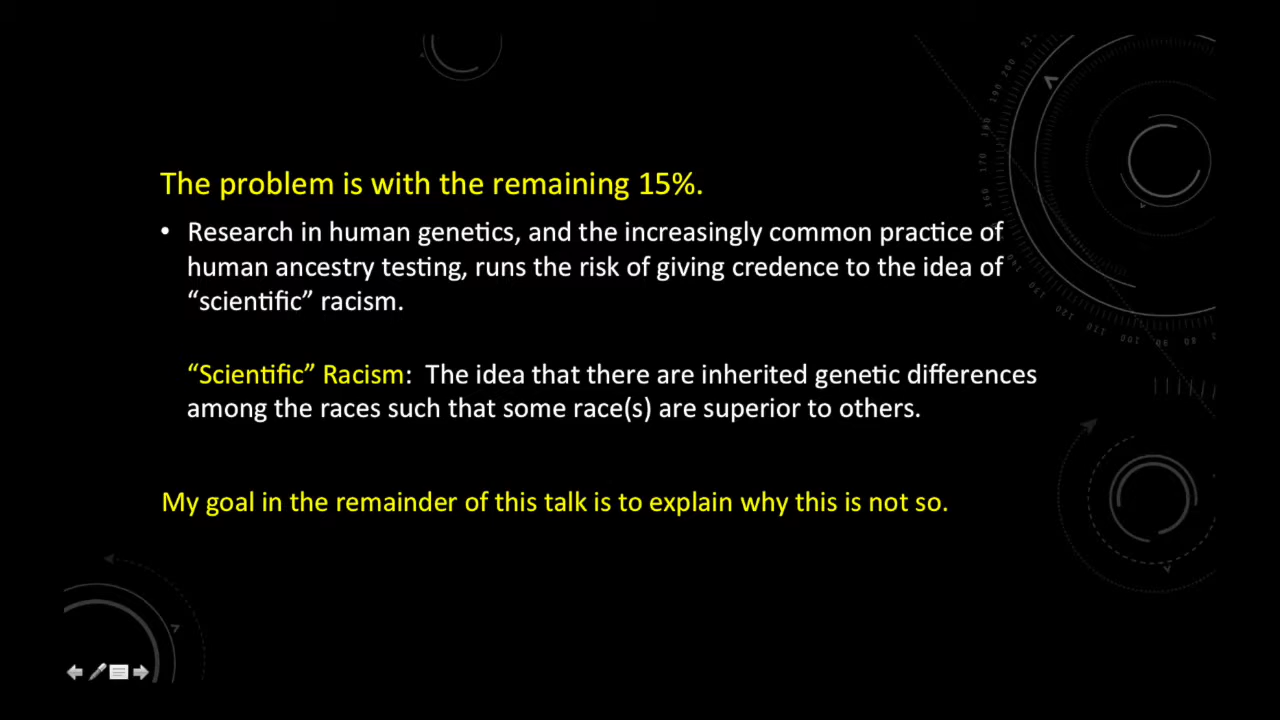 The problem is with the remaining 15%.
• Research in human genetics, and the increasingly common practice of
human ancestry testing, runs the risk of giving credence to the idea of
“scientific” racism.
“Scientific” Racism:  The idea that there are inherited genetic differences
among the races such that some race(s) are superior to others.
My goal in the remainder of this talk is to explain why this is not so.